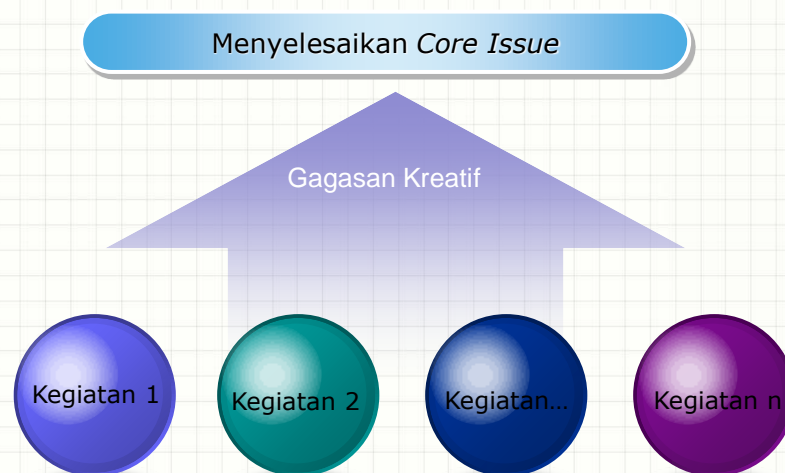 Menyelesaikan Core Issue
Gagasan Kreatif
Kegiatan 1
Kegiatan 2
Kegiatan...
Kegiatan n